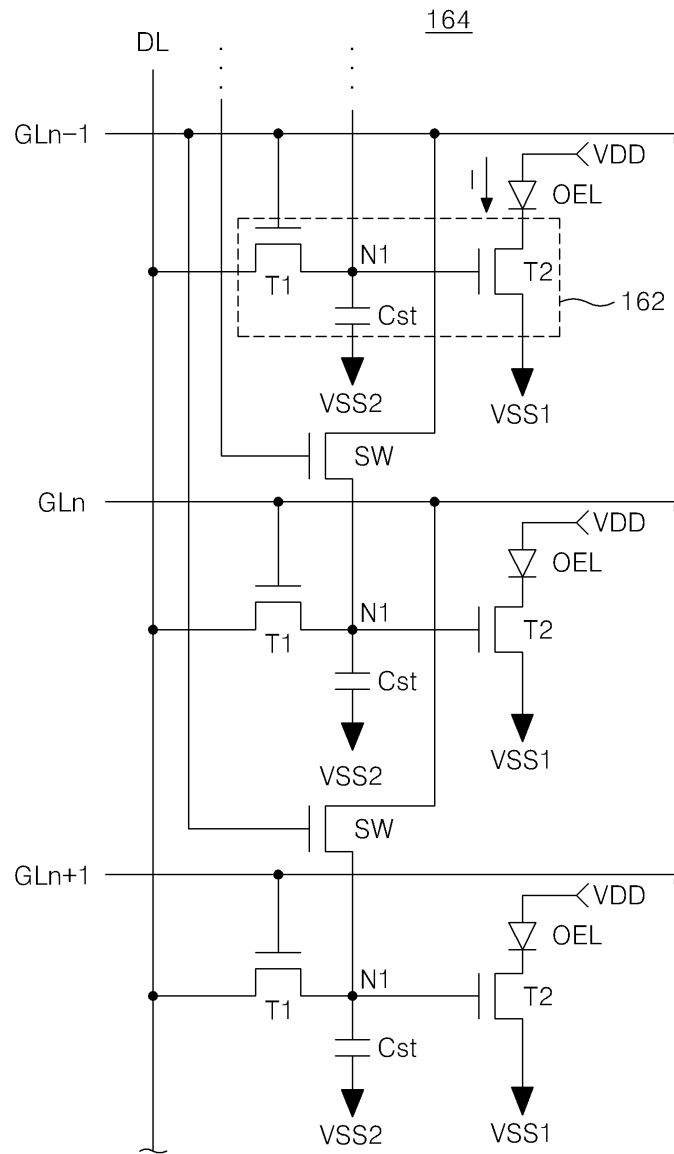 164
DL
GLn-1
VDD
I
OEL
N1
T1
T2
162
Cst
VSS2
VSS1
SW
GLn
VDD
OEL
N1
T1
T2
Cst
VSS2
VSS1
SW
GLn+1
VDD
OEL
N1
T1
T2
Cst
VSS2
VSS1